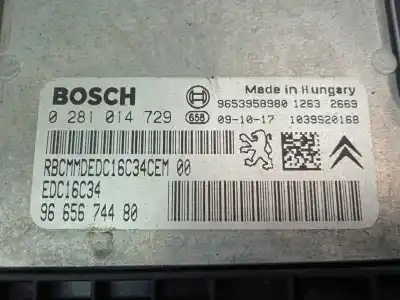 BOSCH
Made in Hungary
9653958980 1263 2669
0 281 014 729
658
09-10-17 1039S20168
RBCMMDEDC16C34CEM 00
EDC16C34
96 656 744 80